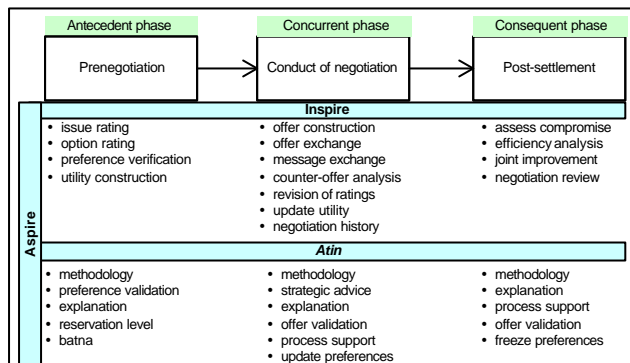 Antecedent phase
Concurrent phase
Consequent phase
Prenegotiation
Conduct of negotiation
Post-settlement
Aspire
Inspire
• issue rating
• option rating
• preference verification
• utility construction
• offer construction
• offer exchange
• message exchange
• counter-offer analysis
• revision of ratings
• update utility
• negotiation history
• assess compromise
• efficiency analysis
• joint improvement
• negotiation review
Atin
• methodology
• preference validation
• explanation
• reservation level
• batna
• methodology
• strategic advice
• explanation
• offer validation
• process support
• update preferences
• methodology
• explanation
• process support
• offer validation
• freeze preferences